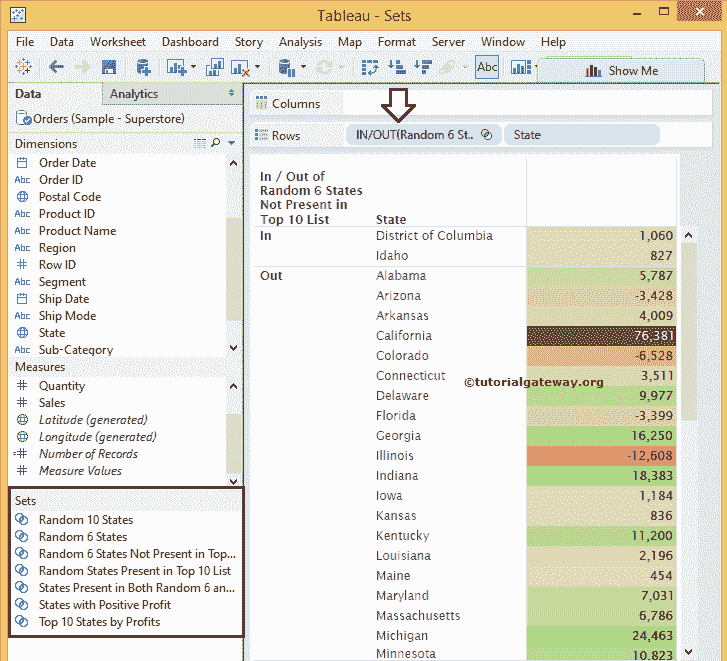 Tableau - Sets
File Data Worksheet Dashboard Story Analysis Map Format Server Window Help
Abc Show Me
Data Analytics
Orders (Sample - Superstore)
Dimensions
Order Date
Abc Order ID
Postal Code
Abc Product ID
Abc Product Name
Abc Region
# Row ID
Abc Segment
Ship Date
Abc Ship Mode
State
Abc Sub-Category
Measures
# Quantity
# Sales
Latitude (generated)
Longitude (generated)
=# Number of Records
# Measure Values
Sets
Random 10 States
Random 6 States
Random 6 States Not Present in Top...
Random States Present in Top 10 List
States Present in Both Random 6 an...
States with Positive Profit
Top 10 States by Profits
Columns
Rows IN/OUT(Random 6 St.. State
In / Out of
Random 6 States
Not Present in
Top 10 List State
In District of Columbia 1,060
Idaho 827
Out Alabama 5,787
Arizona -3,428
Arkansas 4,009
California 76,381
Colorado -6,528
Connecticut 3,511
©tutorialgateway.org
Delaware 9,977
Florida -3,399
Georgia 16,250
Illinois -12,608
Indiana 18,383
Iowa 1,184
Kansas 836
Kentucky 11,200
Louisiana 2,196
Maine 454
Maryland 7,031
Massachusetts 6,786
Michigan 24,463
Minnesota 10,823